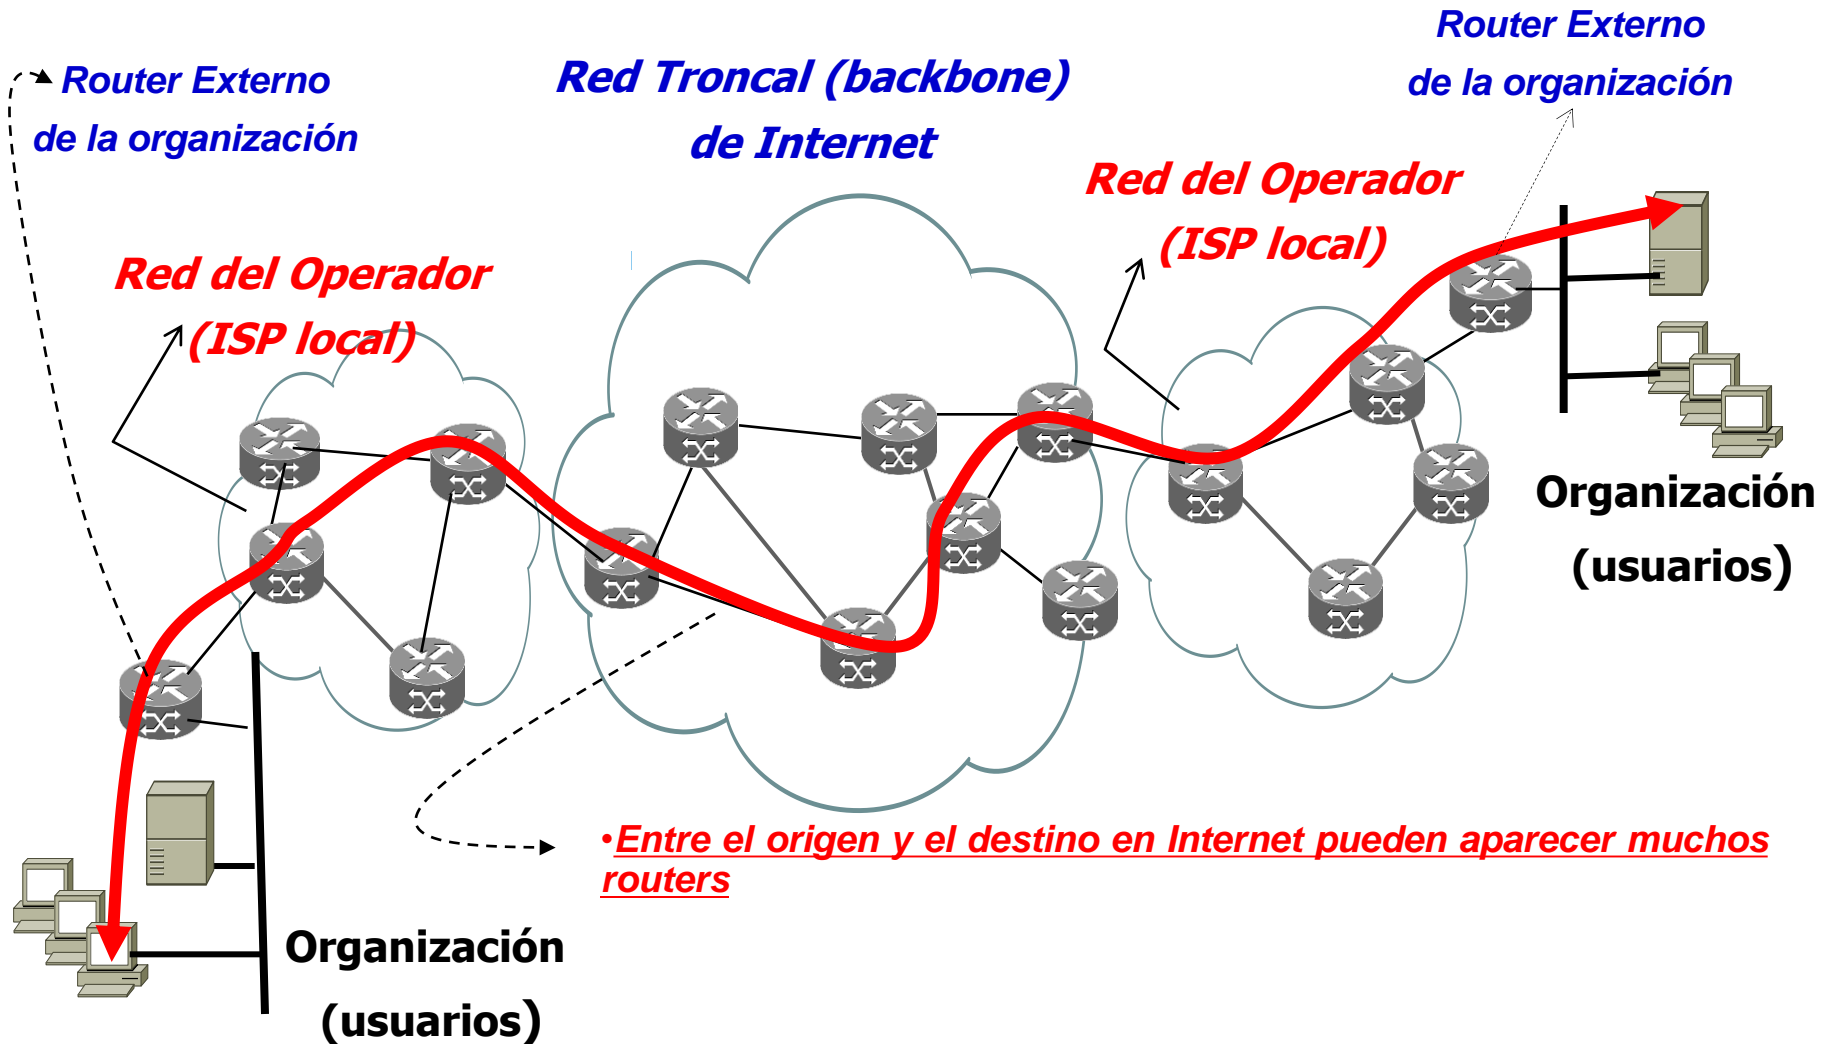 Router Externo
de la organización
Red Troncal (backbone)
de Internet
Router Externo
de la organización
Red del Operador
(ISP local)
Red del Operador
(ISP local)
Organización
(usuarios)
•Entre el origen y el destino en Internet pueden aparecer muchos
routers
Organización
(usuarios)